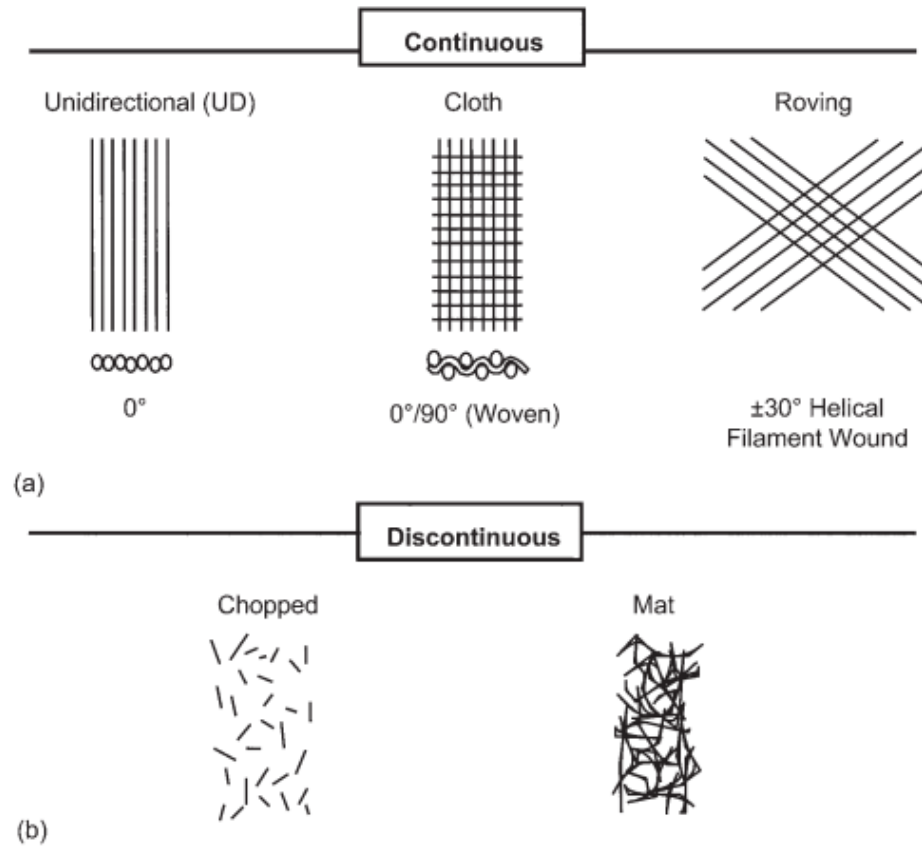 Continuous
Unidirectional (UD)
Cloth
Roving
0°
0°/90° (Woven)
±30° Helical
Filament Wound
(a)
Discontinuous
Chopped
Mat
(b)